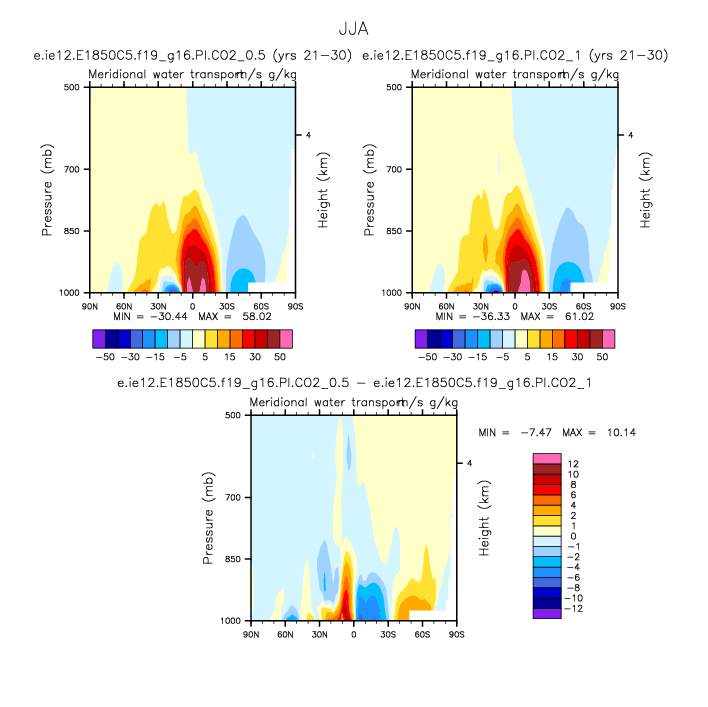 JJA
e.ie12.E1850C5.f19_g16.PI.CO2_0.5 (yrs 21-30) e.ie12.E1850C5.f19_g16.PI.CO2_1 (yrs 21-30)
Meridional water transport m/s g/kg
Meridional water transport m/s g/kg
500
700
850
1000
Pressure (mb)
4
Height (km)
90N 60N 30N 0 30S 60S 90S
MIN = -30.44 MAX = 58.02
-50 -30 -15 -5 5 15 30 50
500
700
850
1000
Pressure (mb)
4
Height (km)
90N 60N 30N 0 30S 60S 90S
MIN = -36.33 MAX = 61.02
-50 -30 -15 -5 5 15 30 50
e.ie12.E1850C5.f19_g16.PI.CO2_0.5 - e.ie12.E1850C5.f19_g16.PI.CO2_1
Meridional water transport m/s g/kg
500
700
850
1000
Pressure (mb)
4
Height (km)
90N 60N 30N 0 30S 60S 90S
MIN = -7.47 MAX = 10.14
12
10
8
6
4
2
1
0
-1
-2
-4
-6
-8
-10
-12